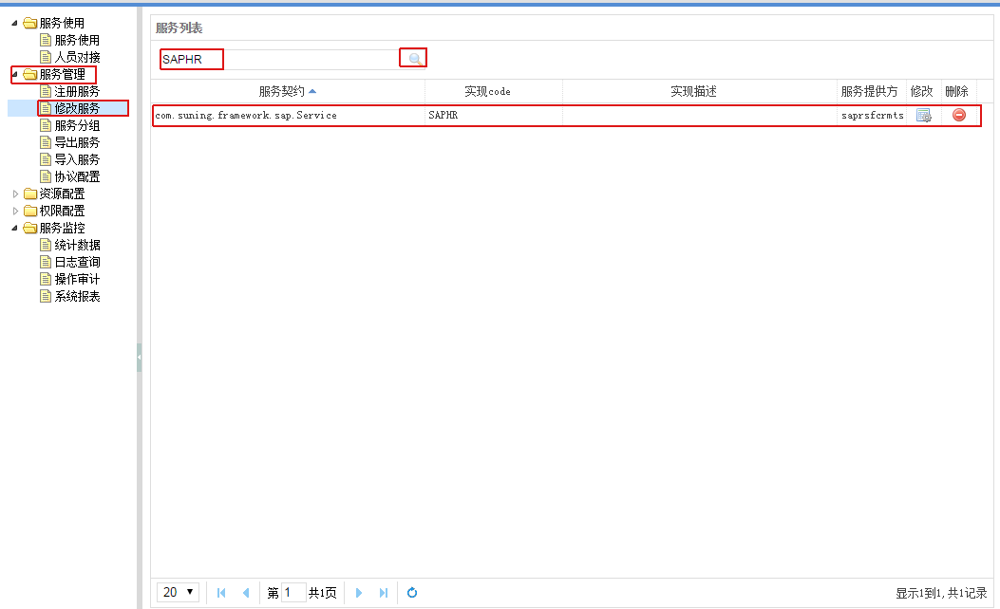 服务使用
服务使用
人员对接
服务管理
注册服务
修改服务
服务分组
导出服务
导入服务
协议配置
资源配置
权限配置
服务监控
统计数据
日志查询
操作审计
系统报表
服务列表
SAPHR
服务契约 实现code 实现描述 服务提供方 修改 删除
com.suning.framework.sap.Service SAPHR saprsfcrmts
20 第 1 共1页 显示1到1,共1记录